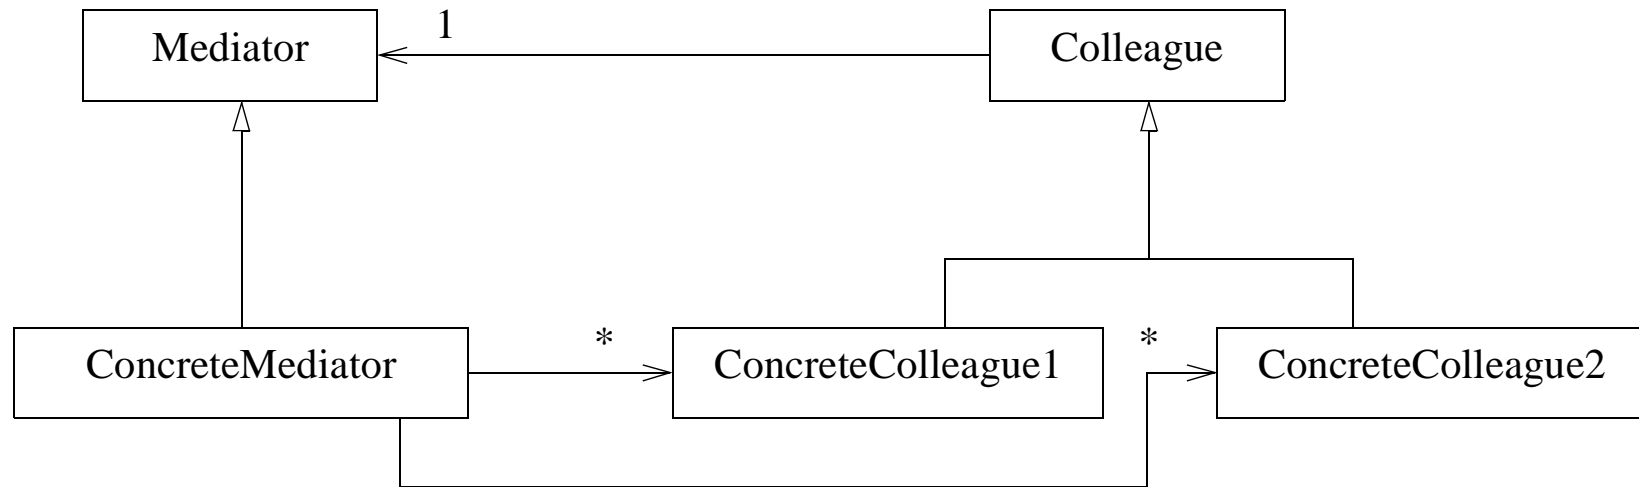 Mediator
1
Colleague
ConcreteMediator
*
ConcreteColleague1
*
ConcreteColleague2